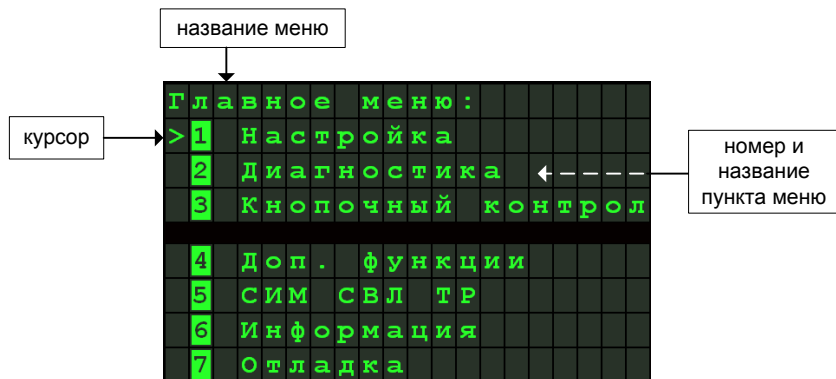 название меню
Главное меню:
курсор
>1 Настройка
2 Диагностика
3 Кнопочный контрол
номер и
название
пункта меню
4 Доп. функции
5 СИМ СВЛ ТР
6 Информация
7 Отладка